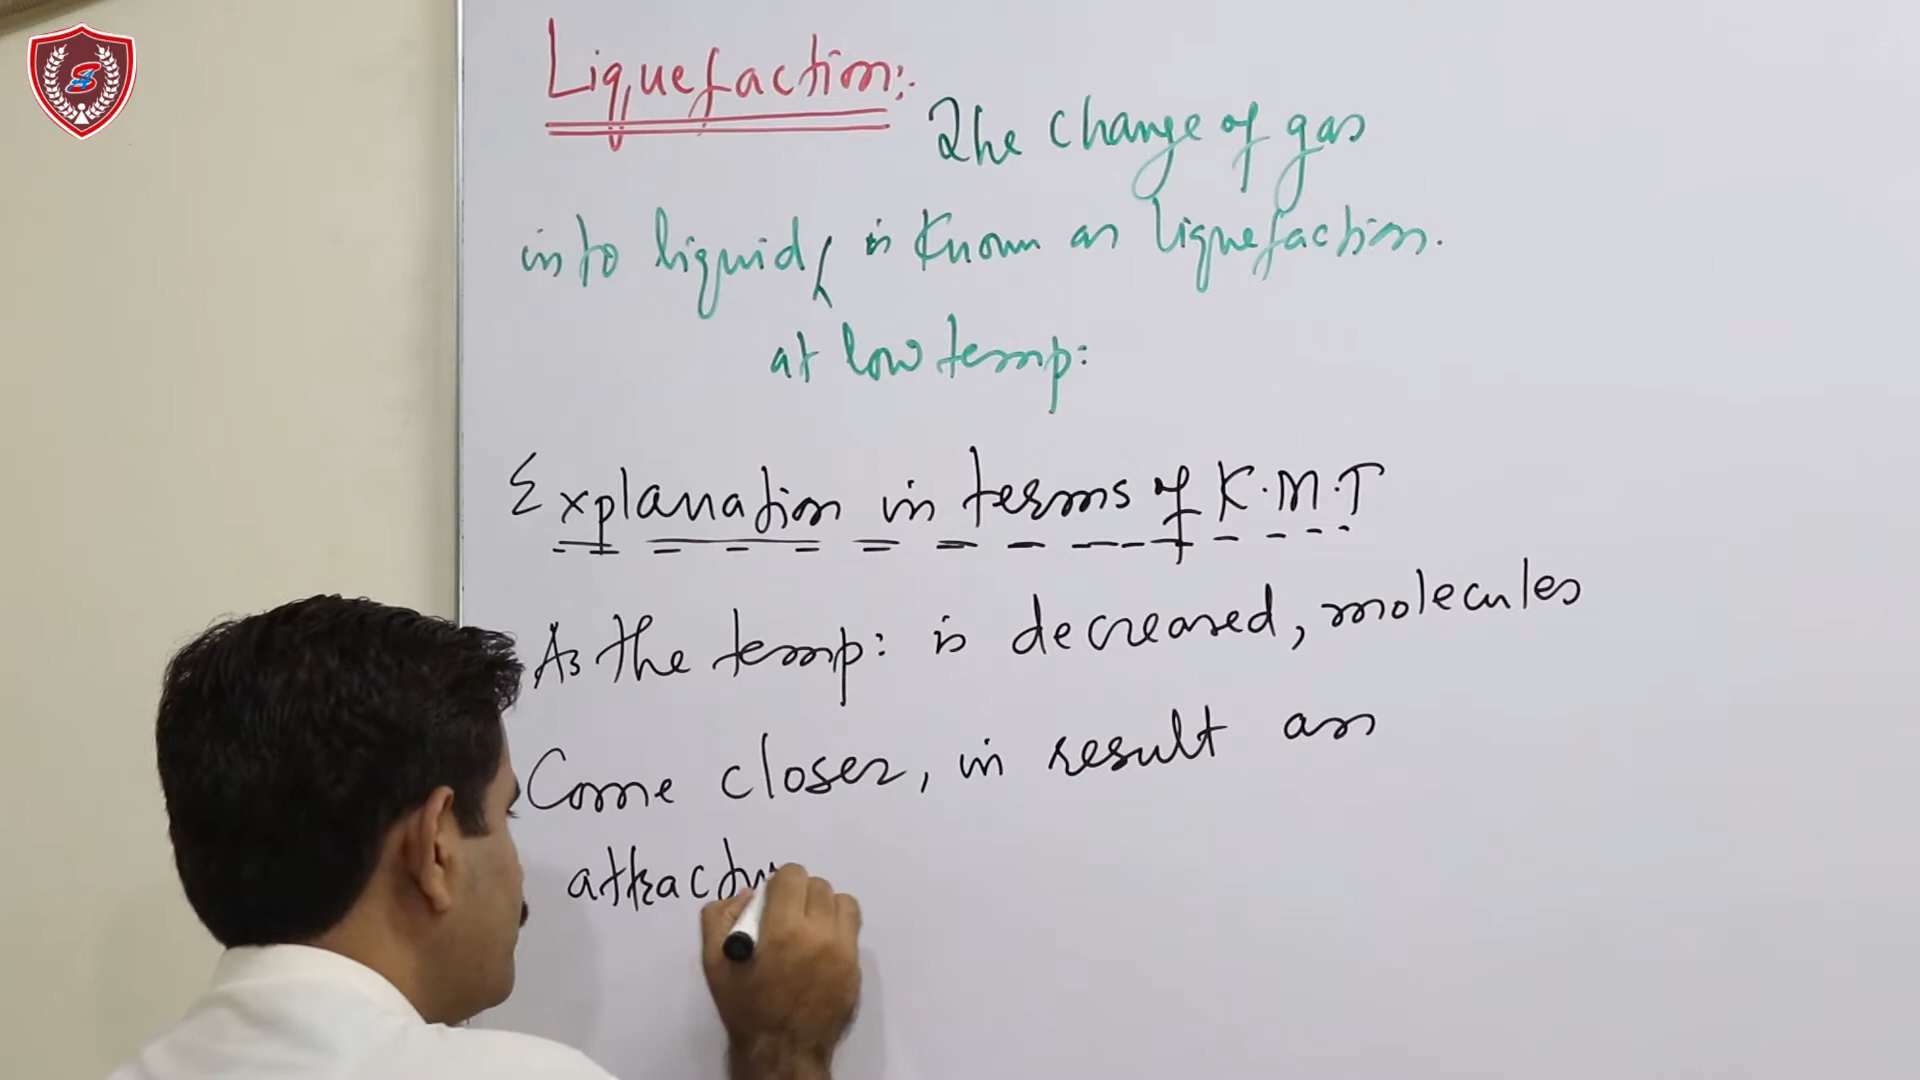 Liquefaction:-
The change of gas
into liquid, is known as liquefaction.
at low temp:
Explanation in terms of K.M.T
As the temp: is decreased, molecules
Come closer, in result an